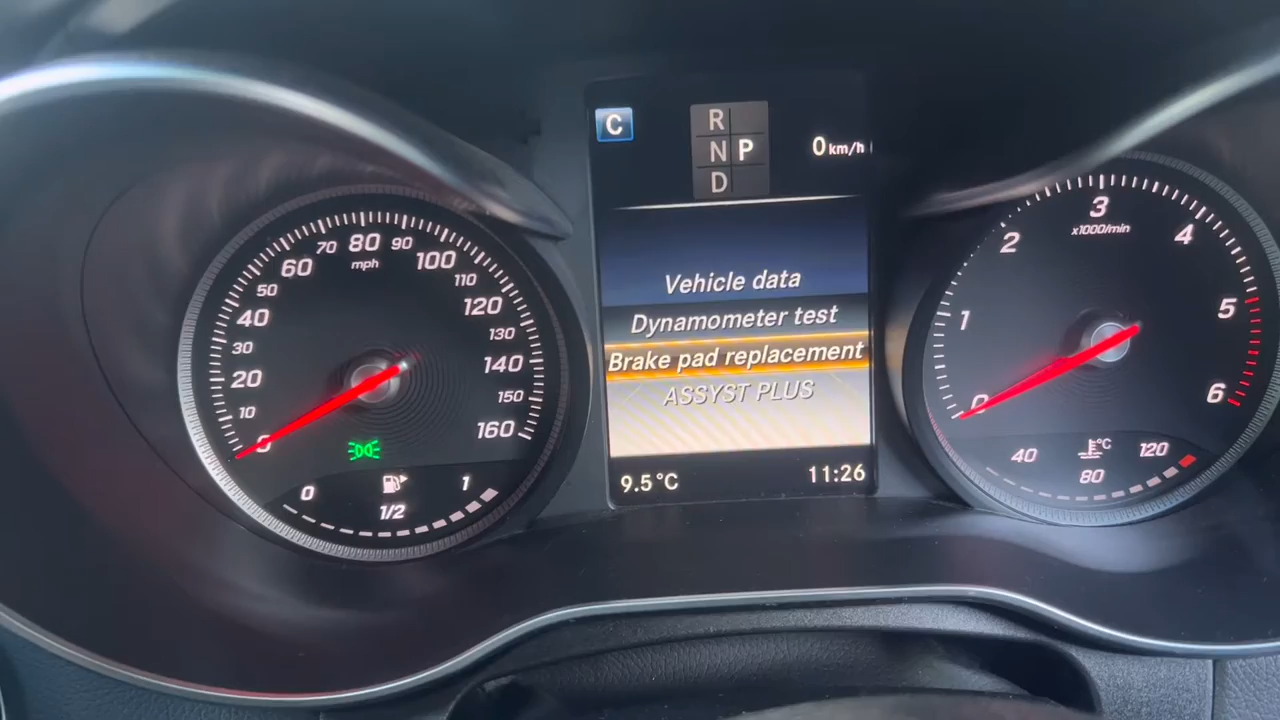 C
R
N P
D
0 km/h
Vehicle data
Dynamometer test
Brake pad replacement
ASSYST PLUS
9.5°C
11:26
0
10
20
30
40
50
60
70
80
90
100
110
120
130
140
150
160
mph
0
1/2
1
0
1
2
3
4
5
6
x1000/min
40
80
120
°C